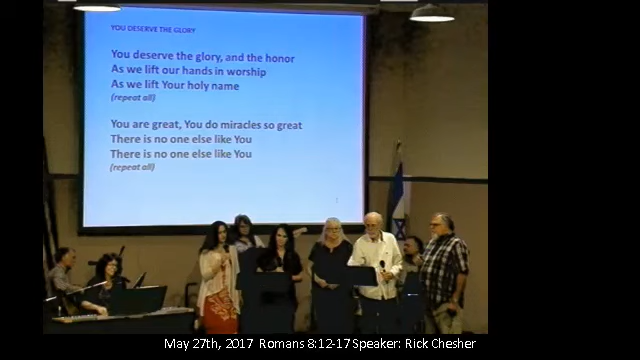 YOU DESERVE THE GLORY
You deserve the glory, and the honor
As we lift our hands in worship
As we lift Your holy name
(repeat all)
You are great, You do miracles so great
There is no one else like You
There is no one else like You
(repeat all)
May 27th, 2017 Romans 8:12-17 Speaker: Rick Chesher